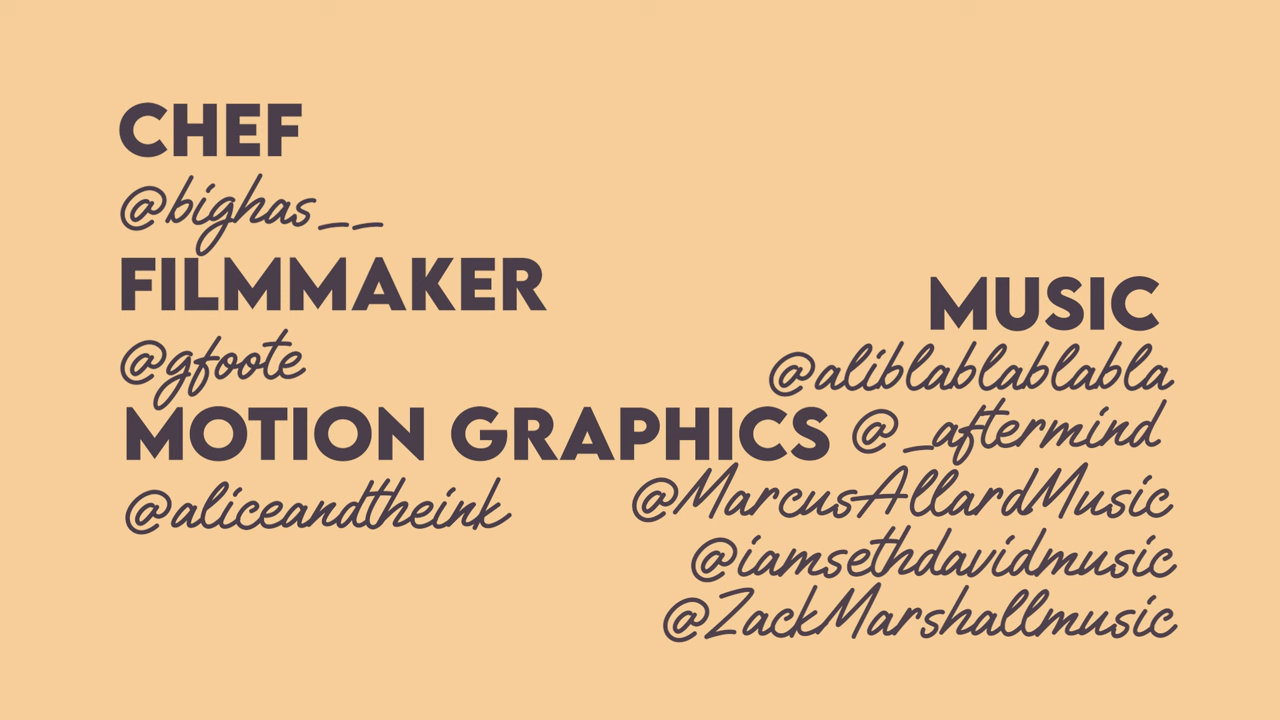 CHEF
@bighas__
FILMMAKER
@gfoote
MOTION GRAPHICS
@aliceandtheink
MUSIC
@aliblablablabla
@_aftermind
@MarcusAllardMusic
@iamsethdavidmusic
@ZackMarshallmusic